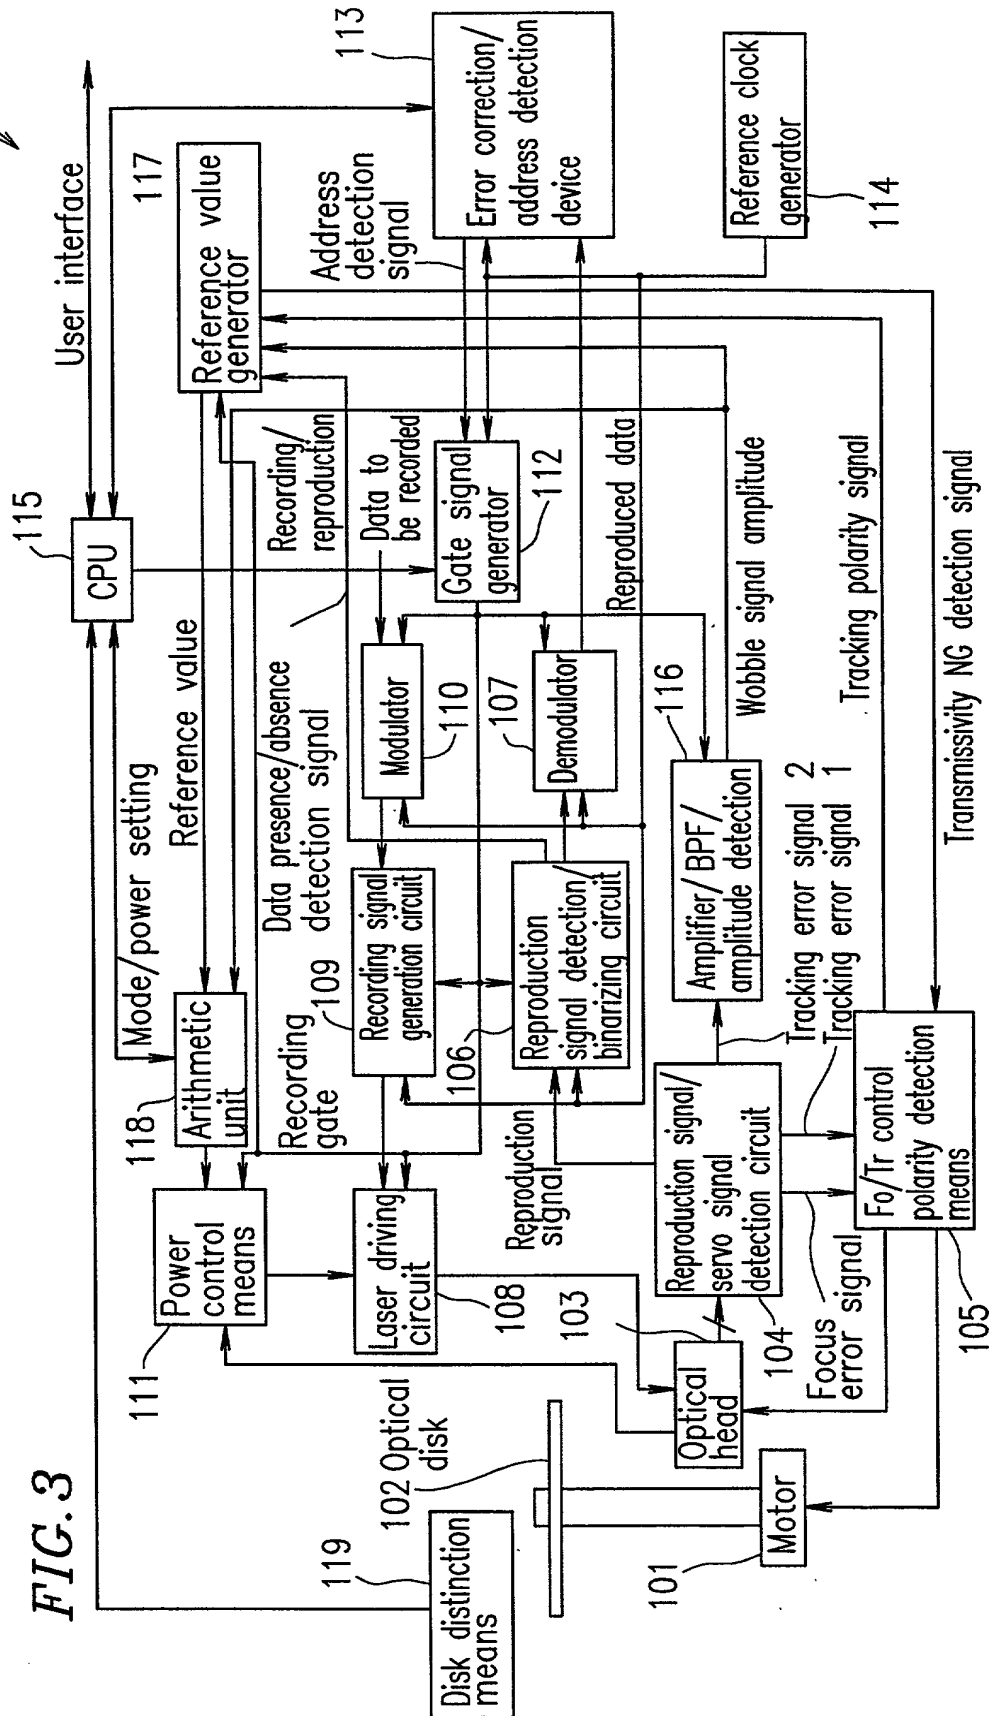 FIG. 3
User interface
115
CPU
117
Reference value
generator
113
Error correction/
address detection
device
Address
detection
signal
Reference clock
generator
114
Mode/power setting
Reference value
Data presence/absence
detection signal
Recording/
reproduction
Data to
be recorded
Gate signal
generator
112
Reproduced data
118
Arithmetic
unit
Recording
gate
109
Recording signal
generation circuit
Modulator
110
107
Demodulator
106
Reproduction
signal detection/
binarizing circuit
116
Amplifier/BPF/
amplitude detection
Wobble signal amplitude
Tracking error signal 2
Tracking error signal 1
Tracking polarity signal
Transmissivity NG detection signal
111
Power
control
means
Laser driving
circuit
108
Reproduction
signal
Reproduction signal/
servo signal
detection circuit
104
103
Optical
head
Focus
error signal
Fo/Tr control
polarity detection
means
105
119
Disk distinction
means
102
Optical
disk
101
Motor